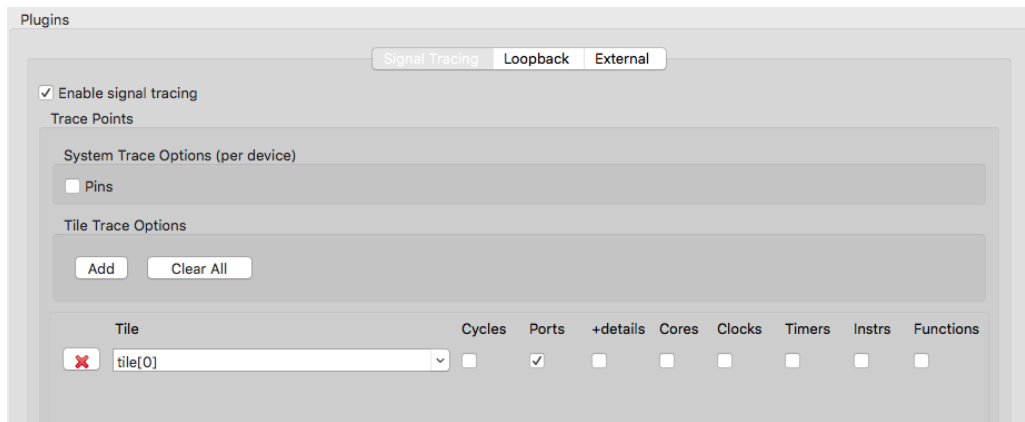 Plugins
Signal Tracing Loopback External
Enable signal tracing
Trace Points
System Trace Options (per device)
Pins
Tile Trace Options
Add Clear All
Tile Cycles Ports +details Cores Clocks Timers Instrs Functions
tile[0]